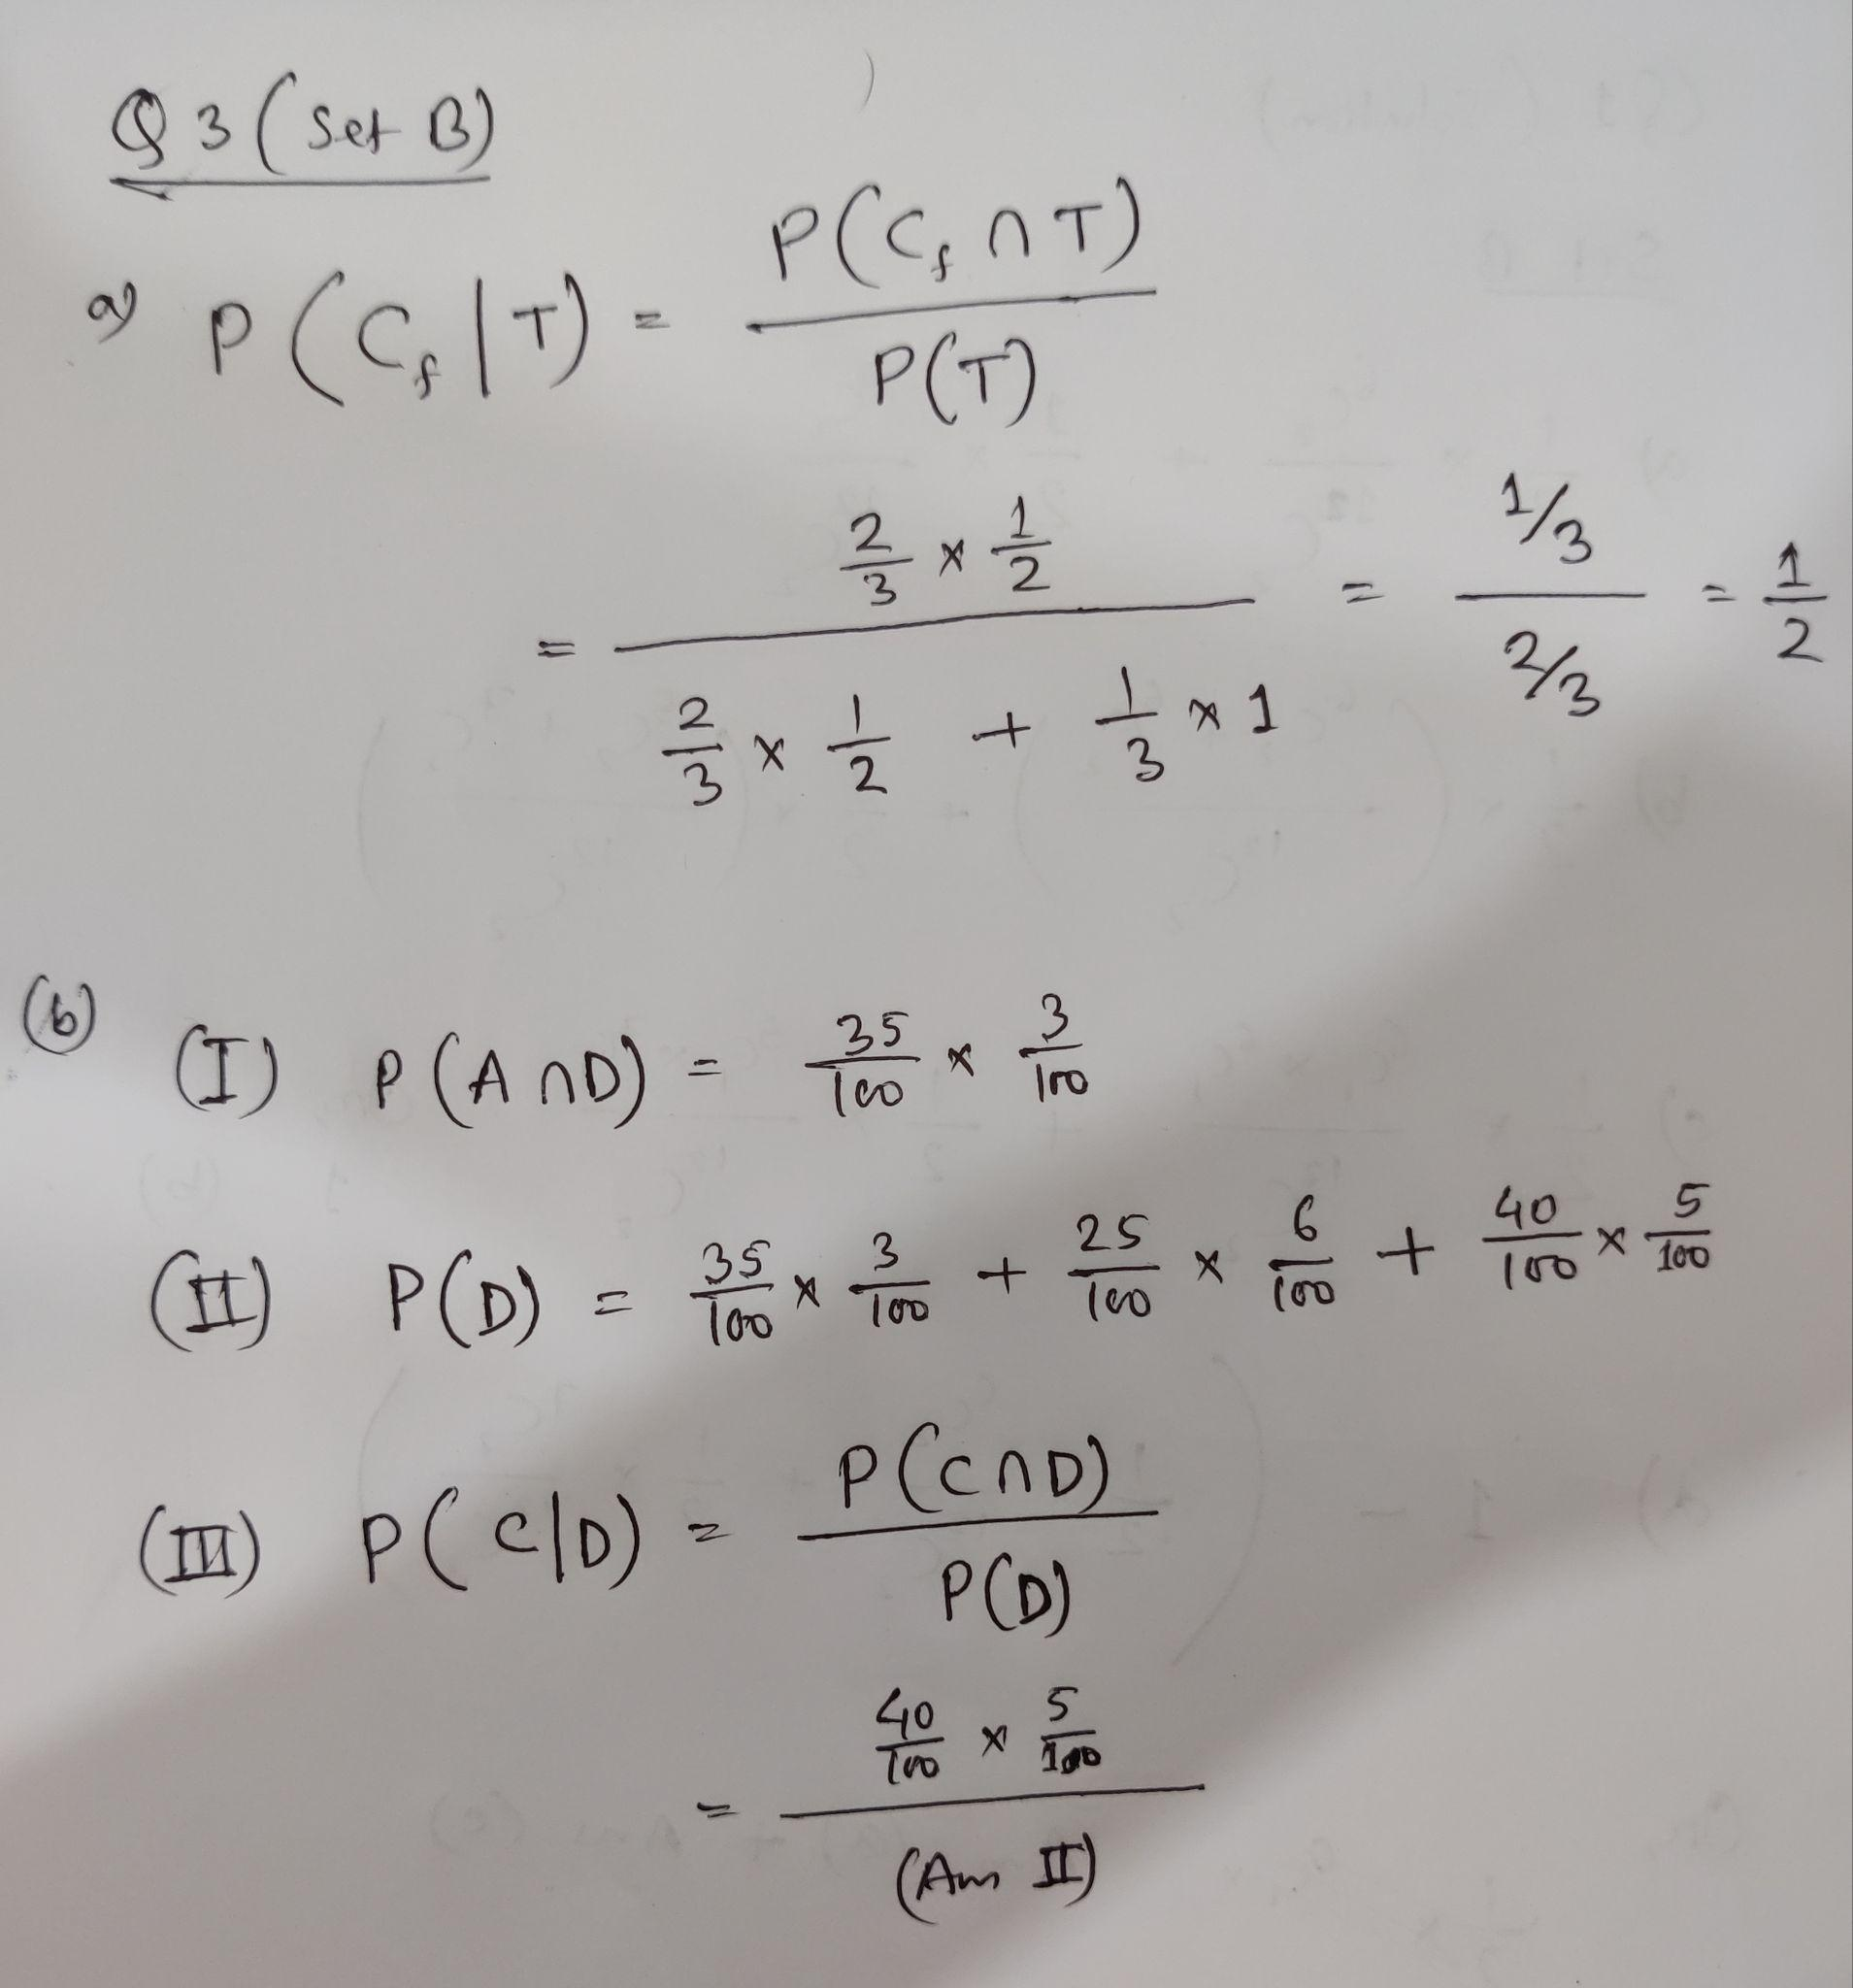 Q 3 (Set B)
a) P(C_f | T) = P(C_f ∩ T) / P(T)
= (2/3 × 1/2) / (2/3 × 1/2 + 1/3 × 1) = (1/3) / (2/3) = 1/2
(b) (I) P(A ∩ D) = 35/100 × 3/100
(II) P(D) = 35/100 × 3/100 + 25/100 × 6/100 + 40/100 × 5/100
(III) P(C|D) = P(C ∩ D) / P(D)
= (40/100 × 5/100) / (Ans II)